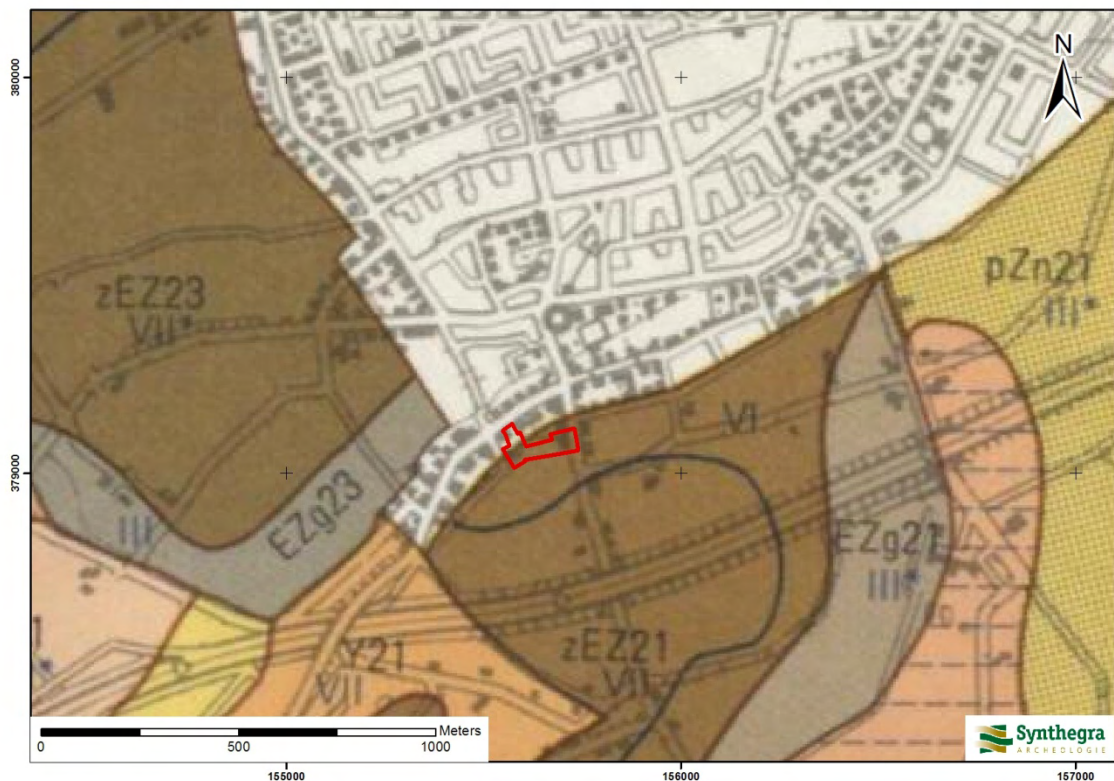 N
380000
zEZ23
VII*
pZn21
III*
VI
379000
EZg23
III
EZg21
III*
Y21
VII
zEZ21
VII
Meters
0 500 1000
Synthegra
ARCHEOLOGIE
155000 156000 157000